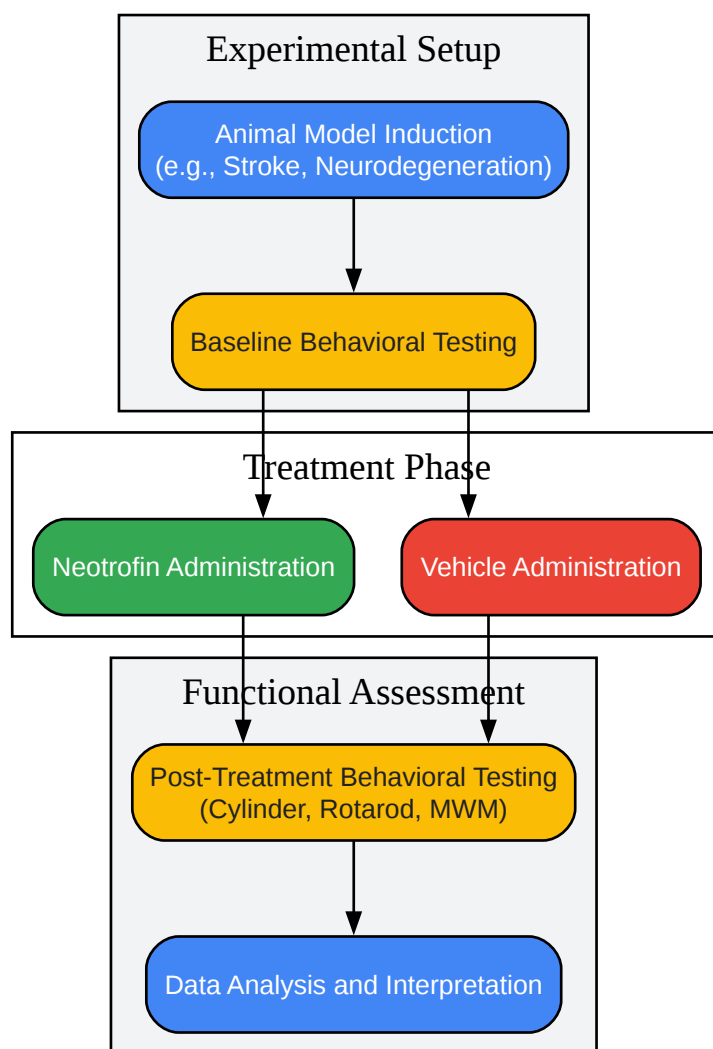 Experimental Setup
Animal Model Induction
(e.g., Stroke, Neurodegeneration)
Baseline Behavioral Testing
Treatment Phase
Neotrofin Administration
Vehicle Administration
Functional Assessment
Post-Treatment Behavioral Testing
(Cylinder, Rotarod, MWM)
Data Analysis and Interpretation